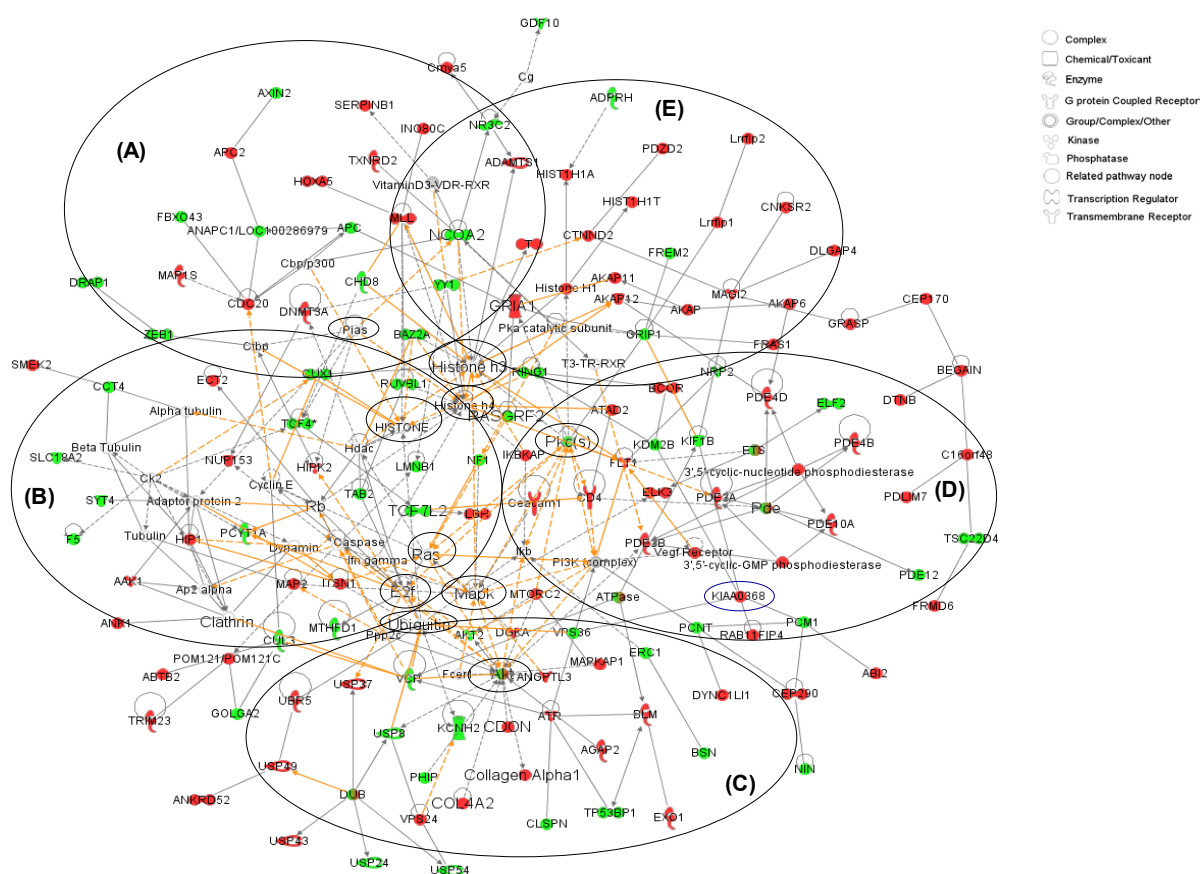 GDF10
Complex
Chemical/Toxicant
Enzyme
G protein Coupled Receptor
Group/Complex/Other
Kinase
Phosphatase
Related pathway node
Transcription Regulator
Transmembrane Receptor
Cmya5
Cg
AXIN2
SERPINB1
ADPRH
(E)
INO80C
NR3C2
Lrrfip2
(A)
APC2
TXNRD2
ADAMTS1
PDZD2
HOXA5
VitaminD3-VDR-RXR
HIST1H1A
HIST1H1T
CNKSR2
FBXO43
MLL
Lrrfip1
ANAPC1/LOC100286979
APC
NCOA2
CTNND2
T
FREM2
DLGAP4
Cbp/p300
MAP1S
DRAP1
CHD8
YY1
AKAP11
Histone H1
MAGI2
CDC20
GRIA1
AKAP12
AKAP
AKAP6
CEP170
DNMT3A
Pias
Pka catalytic subunit
GRASP
ZEB1
BAZ2A
GRIP1
Ctbp
FRAS1
SMEK2
Histone h3
T3-TR-RXR
CUX1
RING1
NRP2
BEGAIN
ECT2
CCT4
RUVBL1
BCOR
PDE4D
DTNB
Alpha tubulin
Histone h4
RASGRF2
ATAD2
ELF2
TCF4*
HISTONE
Beta Tubulin
Pkc(s)
KDM2B
KIF1B
PDE4B
Hdac
SLC18A2
NUP153
IKBKAP
ETS
C16orf48
HIPK2
LMNB1
NF1
FLT1
3',5'-cyclic-nucleotide phosphodiesterase
Ck2
Cyclin E
SYT4
TAB2
Ceacam1
CD4
ELK3
PDE3A
PDLIM7
(D)
Adaptor protein 2
Rb
TCF7L2
LBR
Pde
(B)
F5
PCYT1A
PDE10A
Tubulin
HIP1
Dynamin
Caspase
Ras
Ikb
PDE3B
Vegf Receptor
TSC22D4
Ifn gamma
PI3K (complex)
3',5'-cyclic-GMP phosphodiesterase
PDE12
AAK1
Ap2 alpha
MAP2
ITSN1
E2f
Mapk
MTORC2
ATPase
KIAA0368
FRMD6
ANK1
Clathrin
Ubiquitin
MTHFD1
CUL3
Ppp2c
AKT2
DGKA
VPS36
PCNT
RAB11FIP4
PCM1
POM121/POM121C
ERC1
MAPKAP1
ABTB2
VCP
Fcer1
Akt
ANGPTL3
ABI2
UBR5
USP37
DYNC1LI1
CEP290
TRIM23
GOLGA2
ATR
BLM
USP8
KCNH2
CDON
AGAP2
BSN
USP49
PHIP
Collagen Alpha1
NIN
(C)
ANKRD52
DUB
COL4A2
TP53BP1
VPS24
CLSPN
EXO1
USP43
USP24
USP54